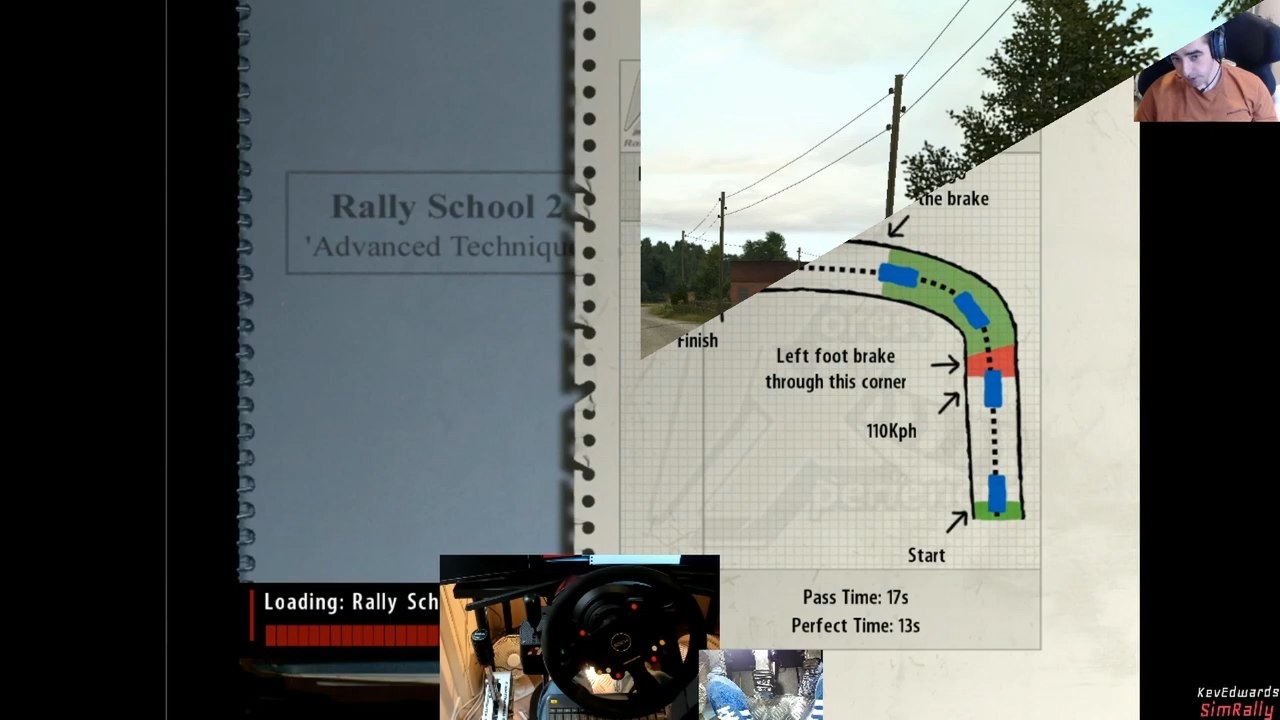 Rally School 2
'Advanced Techniqu
the brake
Finish
Left foot brake
through this corner
110Kph
Start
Pass Time: 17s
Perfect Time: 13s
Loading: Rally Sch
KevEdwards
SimRally